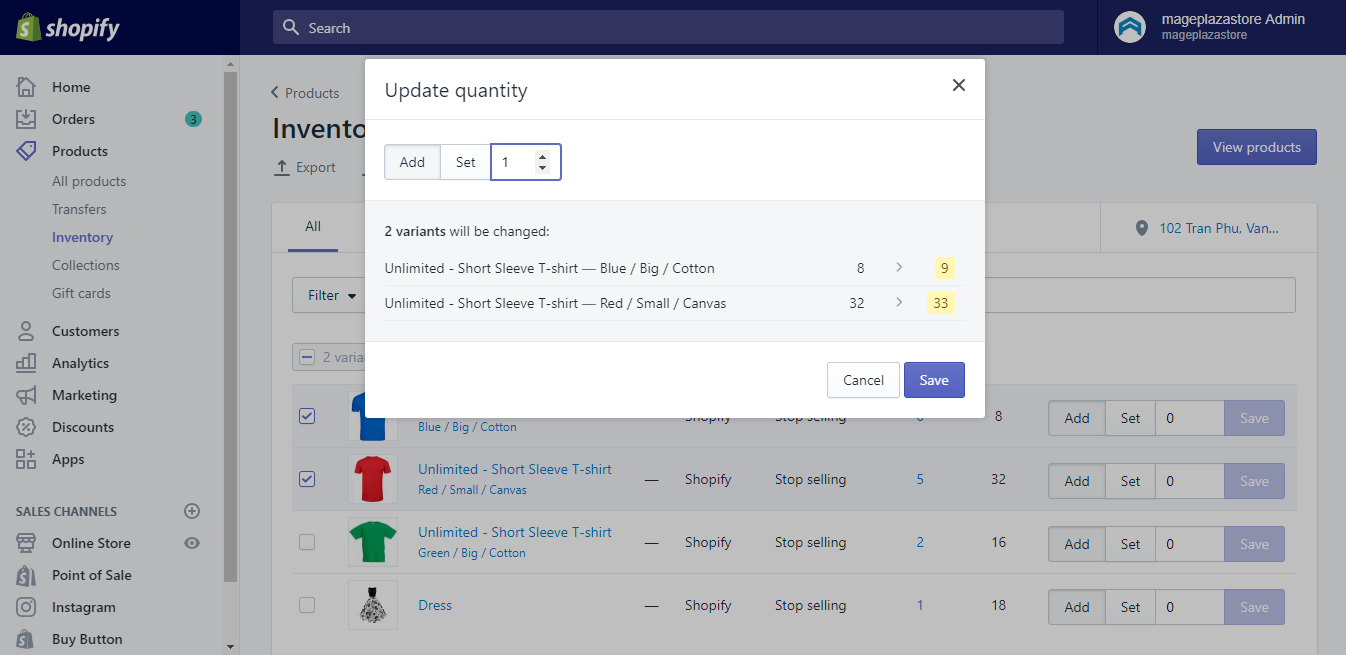 shopify
Search
mageplazastore Admin
mageplazastore
Home
Orders 3
Products
All products
Transfers
Inventory
Collections
Gift cards
Customers
Analytics
Marketing
Discounts
Apps
SALES CHANNELS
Online Store
Point of Sale
Instagram
Buy Button
Products
Invento
Export
View products
All
102 Tran Phu, Van...
Filter
Update quantity
Add Set 1
2 variants will be changed:
Unlimited - Short Sleeve T-shirt — Blue / Big / Cotton 8 9
Unlimited - Short Sleeve T-shirt — Red / Small / Canvas 32 33
Cancel Save
2 varia
Shopify Stop selling 8 Add Set 0 Save
Blue / Big / Cotton
Unlimited - Short Sleeve T-shirt
Red / Small / Canvas
— Shopify Stop selling 5 32 Add Set 0 Save
Unlimited - Short Sleeve T-shirt
Green / Big / Cotton
— Shopify Stop selling 2 16 Add Set 0 Save
Dress — Shopify Stop selling 1 18 Add Set 0 Save